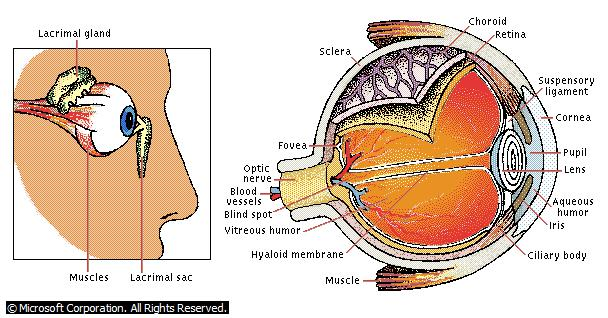 Lacrimal gland
Muscles
Lacrimal sac
Choroid
Retina
Sclera
Suspensory
ligament
Cornea
Fovea
Pupil
Lens
Optic
nerve
Blood
vessels
Blind spot
Aqueous
humor
Iris
Vitreous humor
Hyaloid membrane
Ciliary body
Muscle
© Microsoft Corporation. All Rights Reserved.